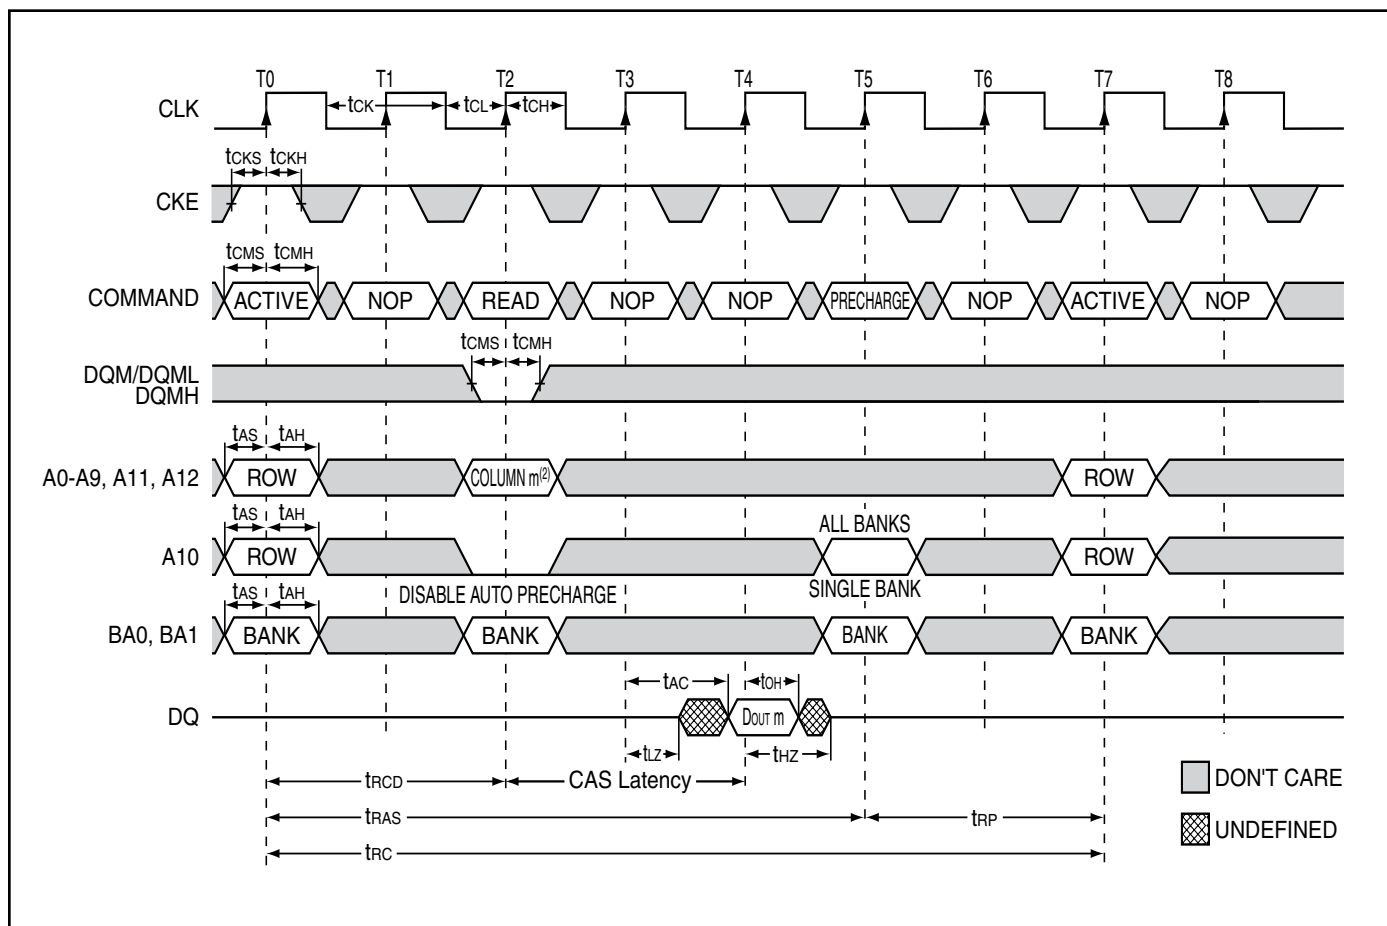 T0 T1 T2 T3 T4 T5 T6 T7 T8
CLK tCK tCL tCH
tCKS tCKH
CKE
tCMS tCMH
COMMAND ACTIVE NOP READ NOP NOP PRECHARGE NOP ACTIVE NOP
tCMS tCMH
DQM/DQML
DQMH
tAS tAH
A0-A9, A11, A12 ROW COLUMN m(2) ROW
tAS tAH ALL BANKS
A10 ROW ROW
DISABLE AUTO PRECHARGE SINGLE BANK
tAS tAH
BA0, BA1 BANK BANK BANK BANK
tAC tOH
DQ DOUT m
tLZ tHZ
tRCD CAS Latency DON'T CARE
tRAS tRP
UNDEFINED
tRC